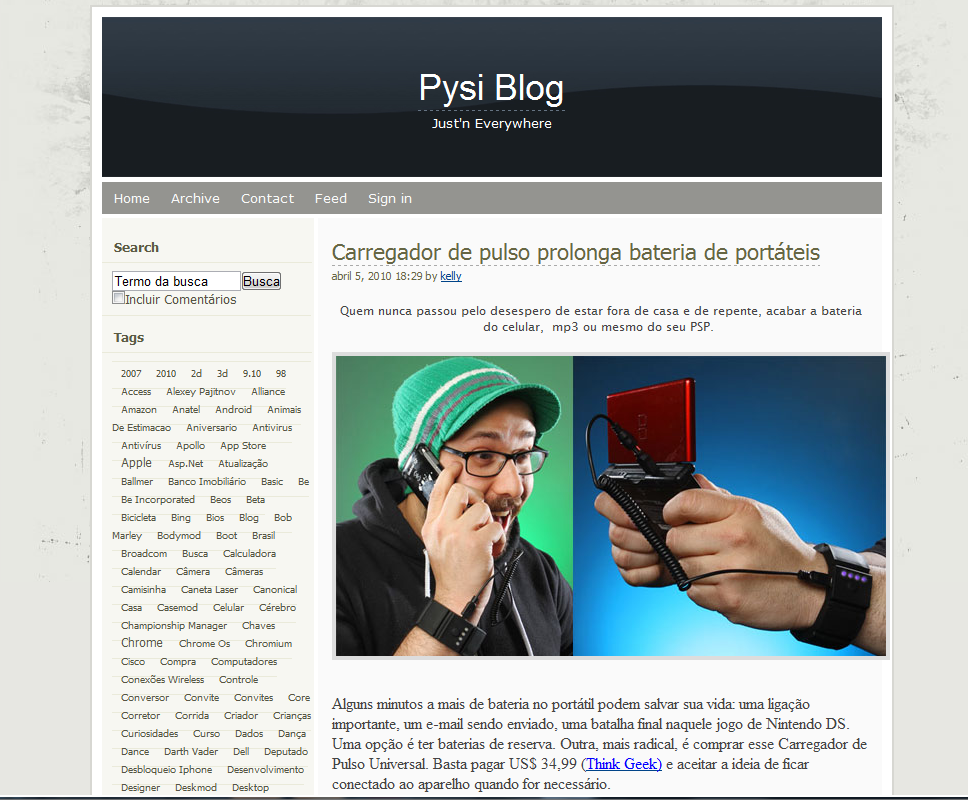 Pysi Blog
Just'n Everywhere
Home Archive Contact Feed Sign in
Search
Termo da busca Busca
Incluir Comentários
Tags
2007 2010 2d 3d 9.10 98
Access Alexey Pajitnov Alliance
Amazon Anatel Android Animais
De Estimacao Aniversario Antivirus
Antivírus Apollo App Store
Apple Asp.Net Atualização
Ballmer Banco Imobiliário Basic Be
Be Incorporated Beos Beta
Bicicleta Bing Bios Blog Bob
Marley Bodymod Boot Brasil
Broadcom Busca Calculadora
Calendar Câmera Câmeras
Camisinha Caneta Laser Canonical
Casa Casemod Celular Cérebro
Championship Manager Chaves
Chrome Chrome Os Chromium
Cisco Compra Computadores
Conexões Wireless Controle
Conversor Convite Convites Core
Corretor Corrida Criador Crianças
Curiosidades Curso Dados Dança
Dance Darth Vader Dell Deputado
Desbloqueio Iphone Desenvolvimento
Designer Deskmod Desktop
Carregador de pulso prolonga bateria de portáteis
abril 5, 2010 18:29 by kelly
Quem nunca passou pelo desespero de estar fora de casa e de repente, acabar a bateria
do celular, mp3 ou mesmo do seu PSP.
Alguns minutos a mais de bateria no portátil podem salvar sua vida: uma ligação
importante, um e-mail sendo enviado, uma batalha final naquele jogo de Nintendo DS.
Uma opção é ter baterias de reserva. Outra, mais radical, é comprar esse Carregador de
Pulso Universal. Basta pagar US$ 34,99 (Think Geek) e aceitar a ideia de ficar
conectado ao aparelho quando for necessário.